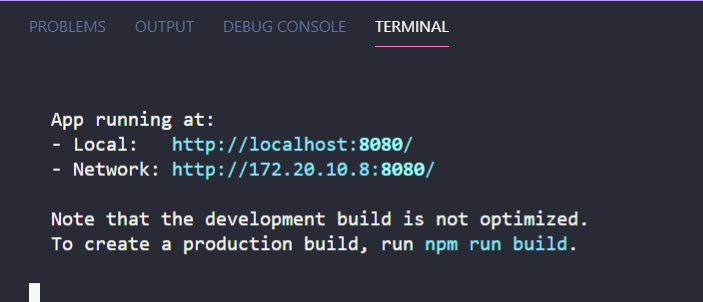 PROBLEMS OUTPUT DEBUG CONSOLE TERMINAL
App running at:
- Local:   http://localhost:8080/
- Network: http://172.20.10.8:8080/
Note that the development build is not optimized.
To create a production build, run npm run build.